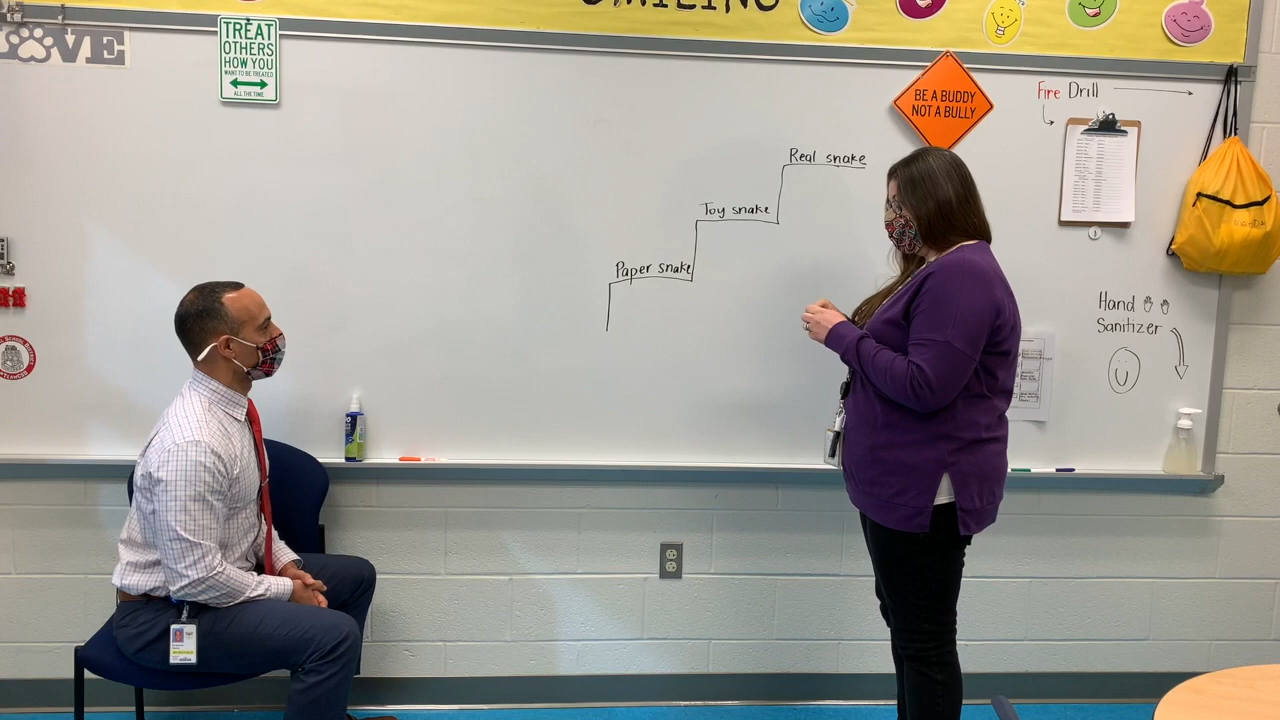 SMILING
LOVE
TREAT
OTHERS
HOW YOU
WANT TO BE TREATED
ALL THE TIME
BE A BUDDY
NOT A BULLY
Fire Drill
Real snake
Toy snake
Paper snake
Hand
Sanitizer